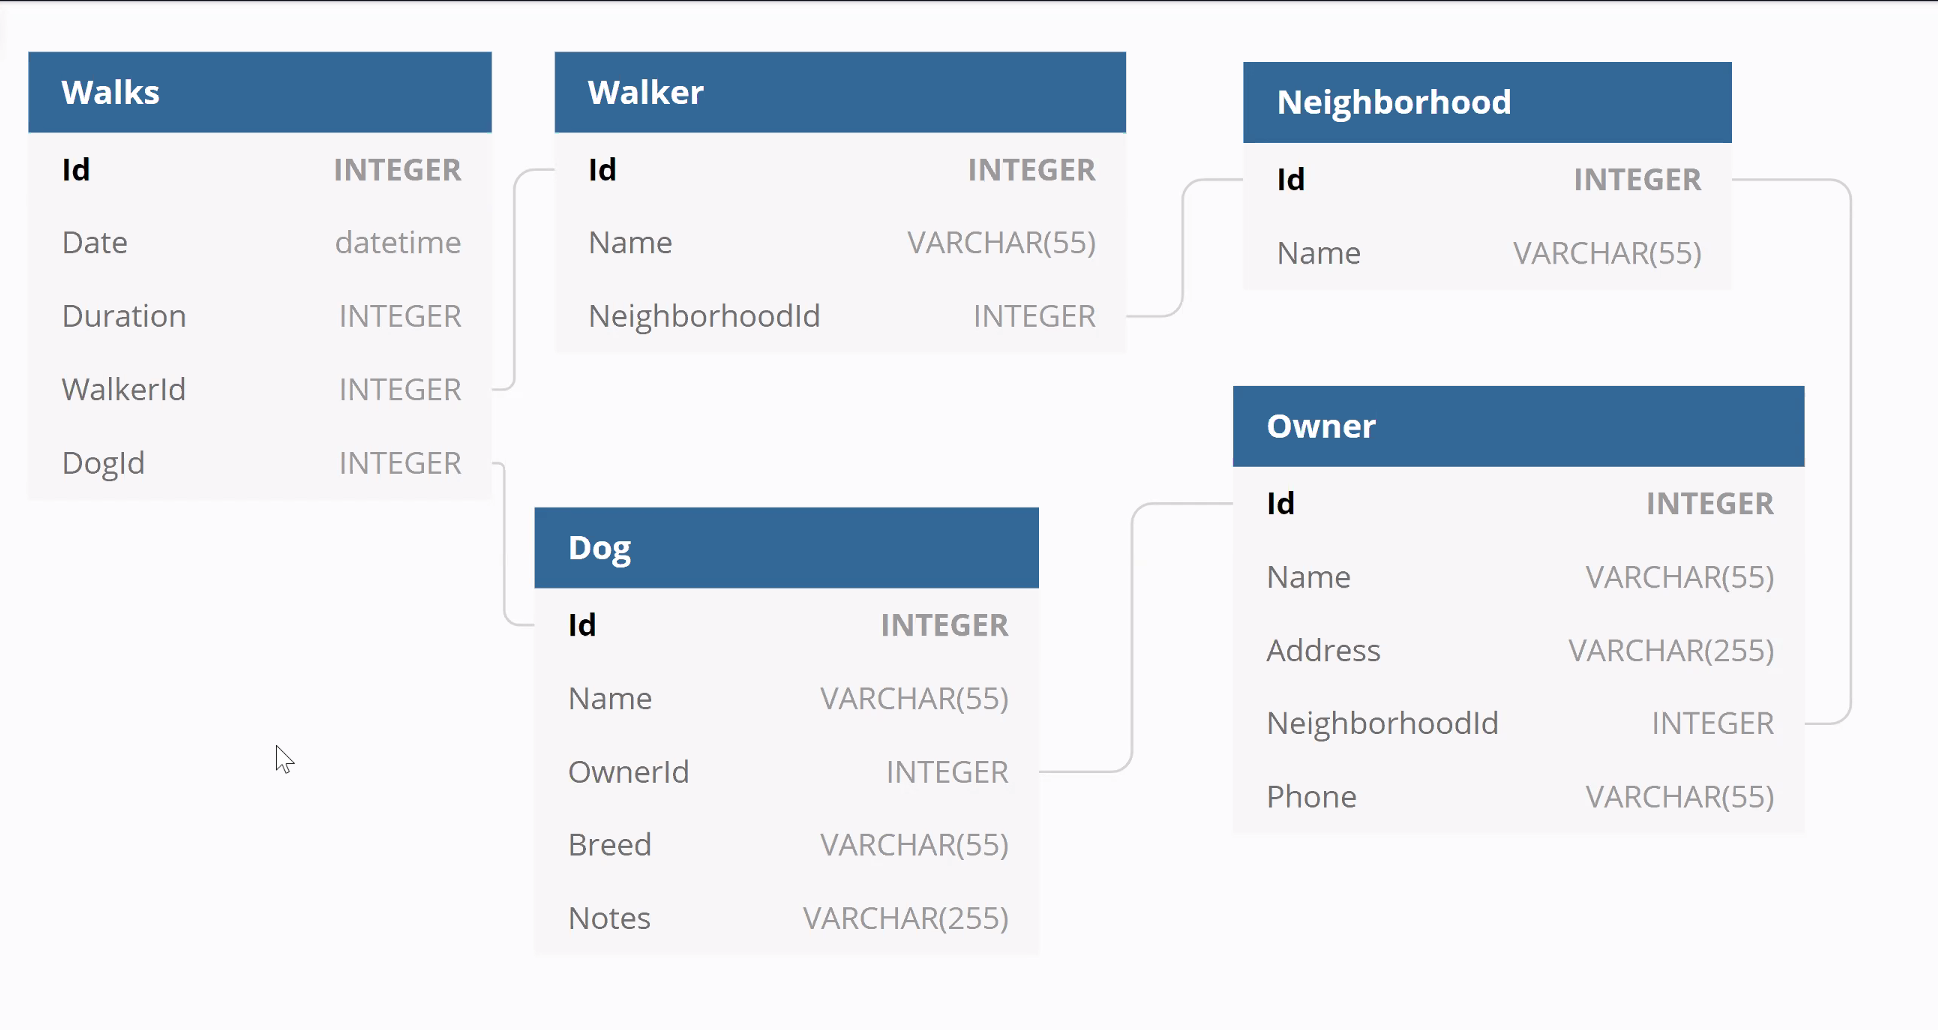 Walks
Id INTEGER
Date datetime
Duration INTEGER
WalkerId INTEGER
DogId INTEGER
Walker
Id INTEGER
Name VARCHAR(55)
NeighborhoodId INTEGER
Neighborhood
Id INTEGER
Name VARCHAR(55)
Dog
Id INTEGER
Name VARCHAR(55)
OwnerId INTEGER
Breed VARCHAR(55)
Notes VARCHAR(255)
Owner
Id INTEGER
Name VARCHAR(55)
Address VARCHAR(255)
NeighborhoodId INTEGER
Phone VARCHAR(55)